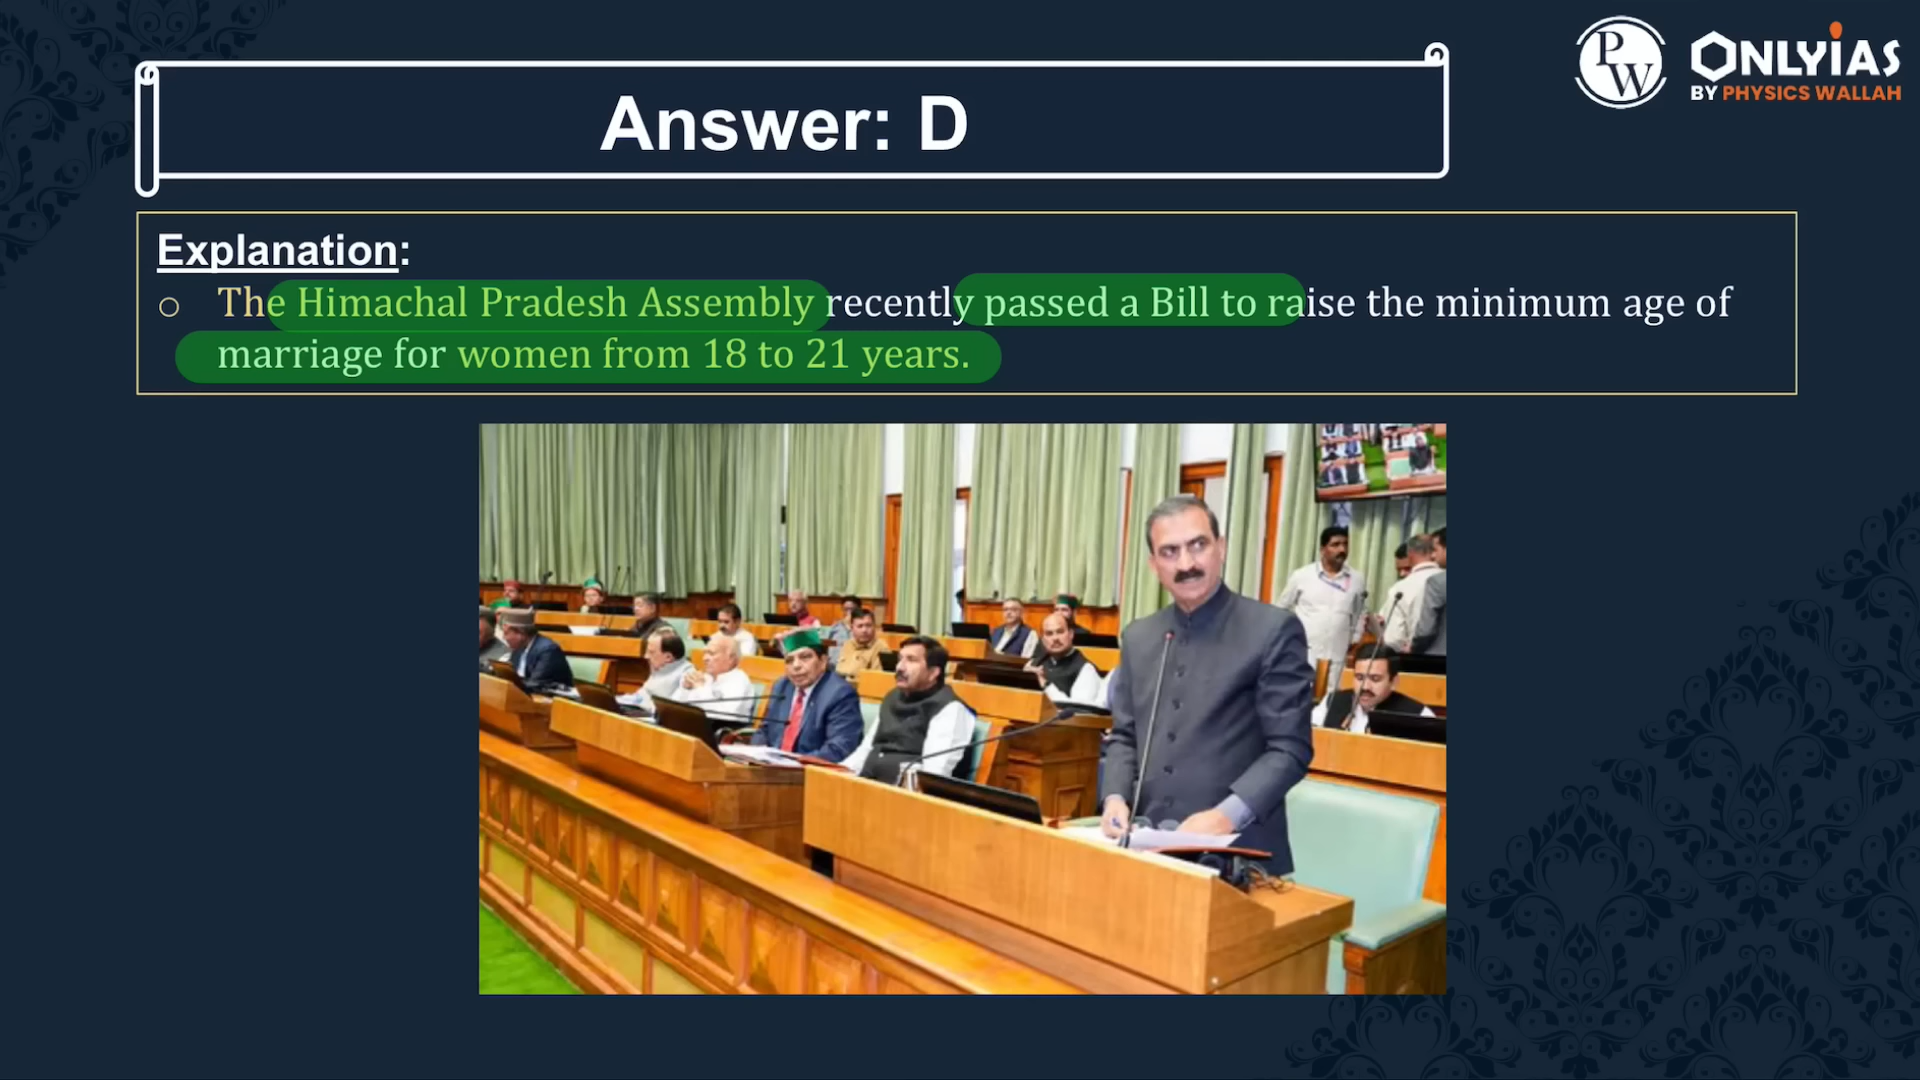 PW
ONLYiAS
BY PHYSICS WALLAH
Answer: D
Explanation:
The Himachal Pradesh Assembly recently passed a Bill to raise the minimum age of
marriage for women from 18 to 21 years.